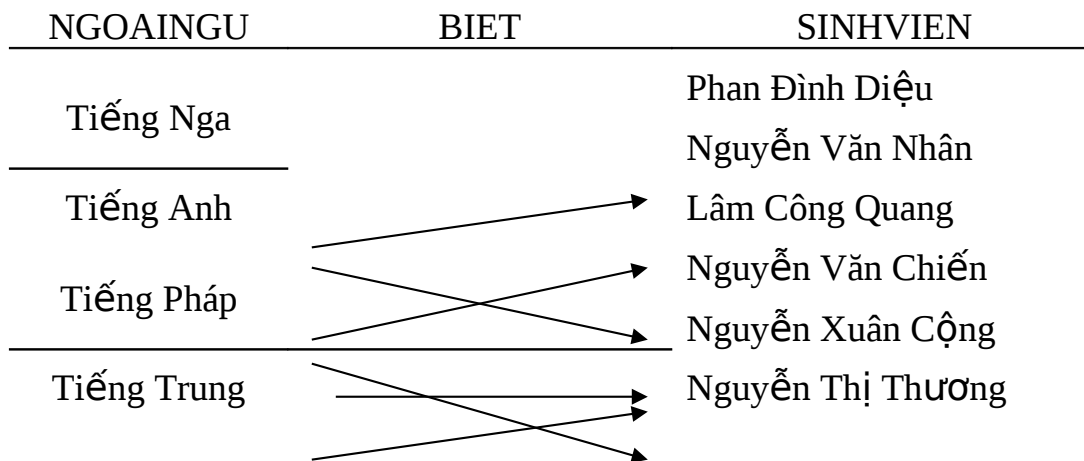 NGOAINGU BIET SINHVIEN
Tiếng Nga
Tiếng Anh
Tiếng Pháp
Tiếng Trung
Phan Đình Diệu
Nguyễn Văn Nhân
Lâm Công Quang
Nguyễn Văn Chiến
Nguyễn Xuân Cộng
Nguyễn Thị Thương